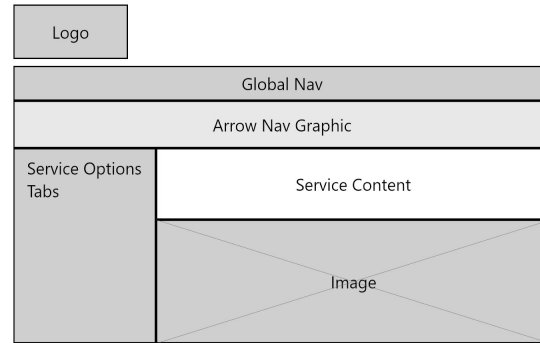 Logo
Global Nav
Arrow Nav Graphic
Service Options
Tabs
Service Content
Image